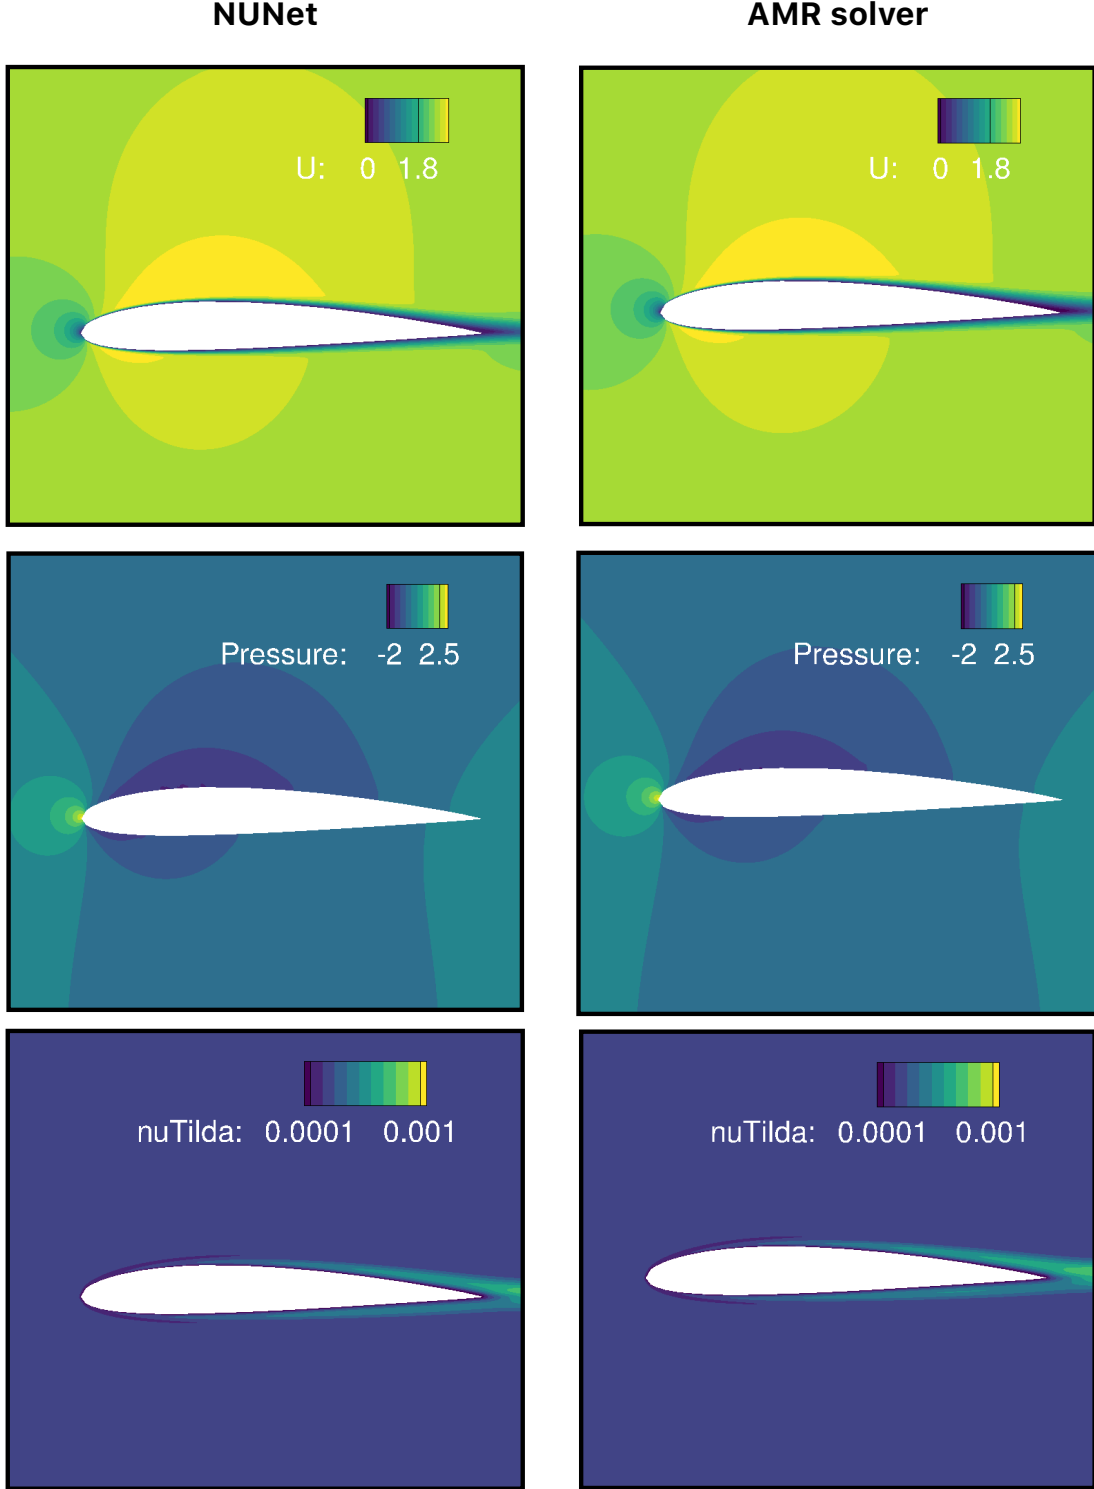 NUNet AMR solver
U: 0 1.8 U: 0 1.8
Pressure: -2 2.5 Pressure: -2 2.5
nuTilda: 0.0001 0.001 nuTilda: 0.0001 0.001